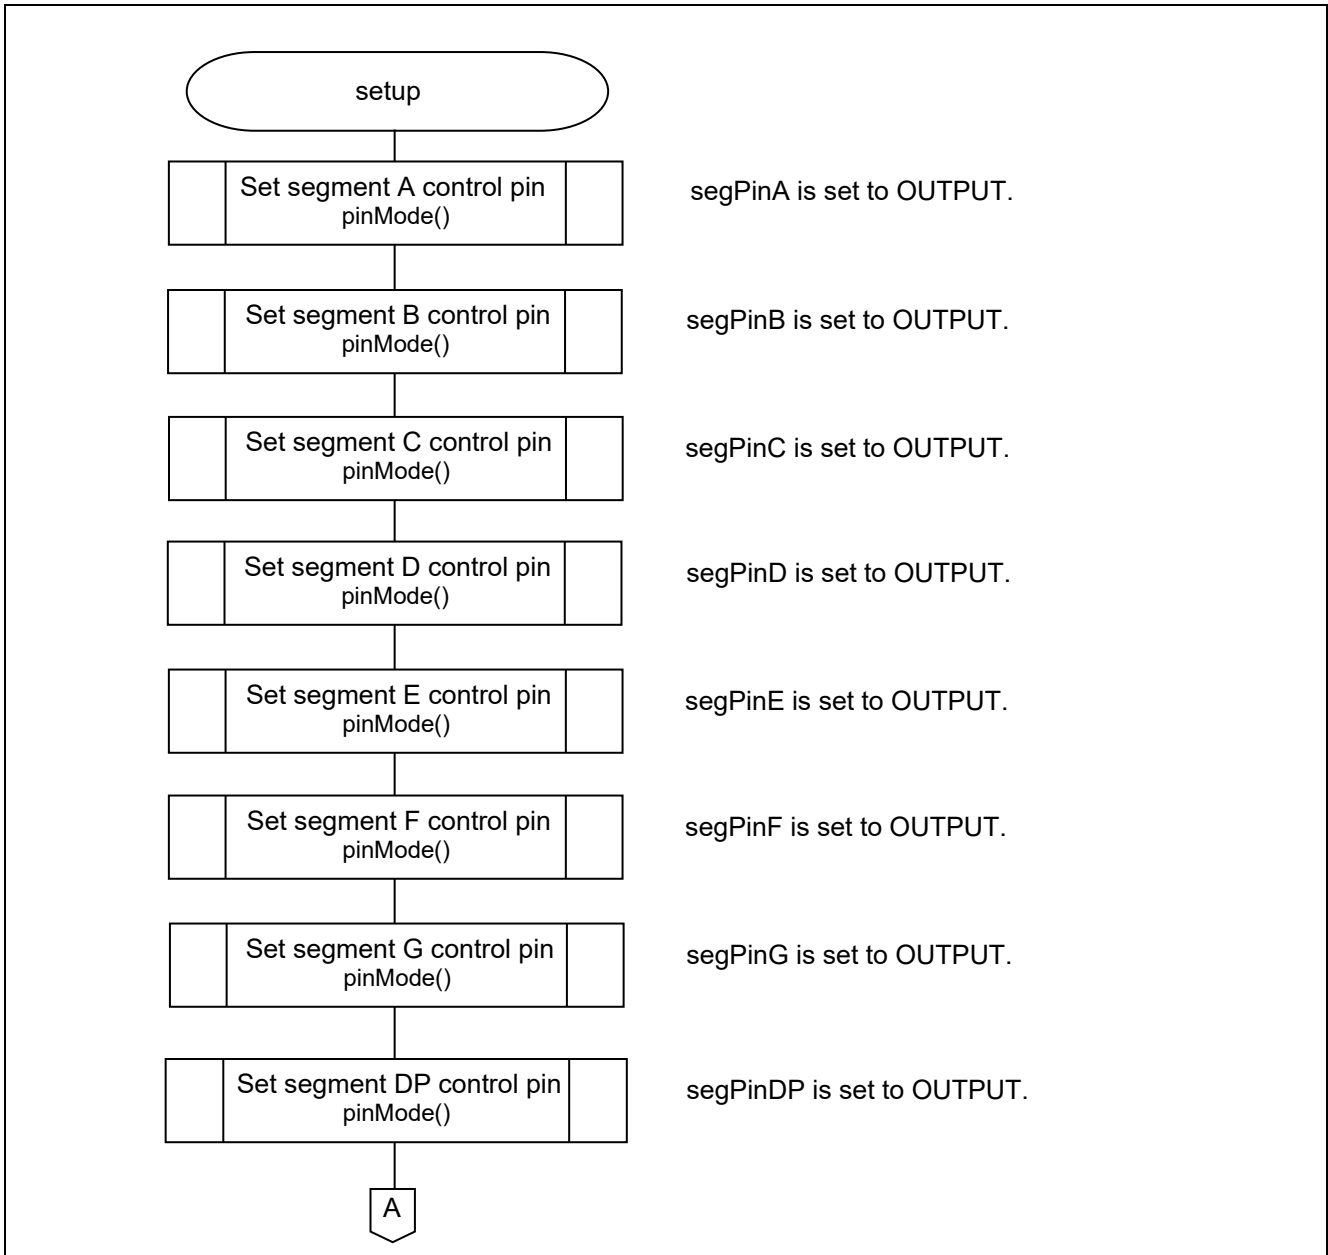 setup
Set segment A control pin
pinMode()
segPinA is set to OUTPUT.
Set segment B control pin
pinMode()
segPinB is set to OUTPUT.
Set segment C control pin
pinMode()
segPinC is set to OUTPUT.
Set segment D control pin
pinMode()
segPinD is set to OUTPUT.
Set segment E control pin
pinMode()
segPinE is set to OUTPUT.
Set segment F control pin
pinMode()
segPinF is set to OUTPUT.
Set segment G control pin
pinMode()
segPinG is set to OUTPUT.
Set segment DP control pin
pinMode()
segPinDP is set to OUTPUT.
A